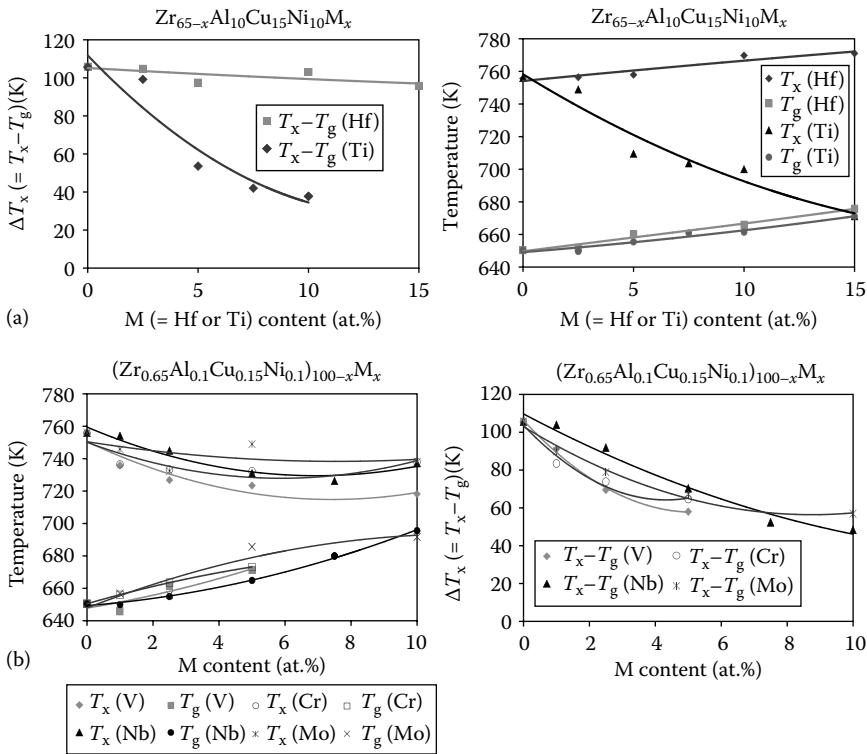 Zr65–xAl10Cu15Ni10Mx
Zr65–xAl10Cu15Ni10Mx
120
100
80
60
40
20
0
ΔTx (= Tx–Tg)(K)
Tx–Tg (Hf)
Tx–Tg (Ti)
0 5 10 15
M (= Hf or Ti) content (at.%)
780
760
740
720
700
680
660
640
Temperature (K)
Tx (Hf)
Tg (Hf)
Tx (Ti)
Tg (Ti)
0 5 10 15
M (= Hf or Ti) content (at.%)
(a)
(Zr0.65Al0.1Cu0.15Ni0.1)100–xMx
(Zr0.65Al0.1Cu0.15Ni0.1)100–xMx
780
760
740
720
700
680
660
640
Temperature (K)
0 2 4 6 8 10
M content (at.%)
120
100
80
60
40
20
0
ΔTx (= Tx–Tg)(K)
Tx–Tg (V) Tx–Tg (Cr)
Tx–Tg (Nb) Tx–Tg (Mo)
0 2 4 6 8 10
M content (at.%)
(b)
Tx (V) Tg (V) Tx (Cr) Tg (Cr)
Tx (Nb) Tg (Nb) Tx (Mo) Tg (Mo)